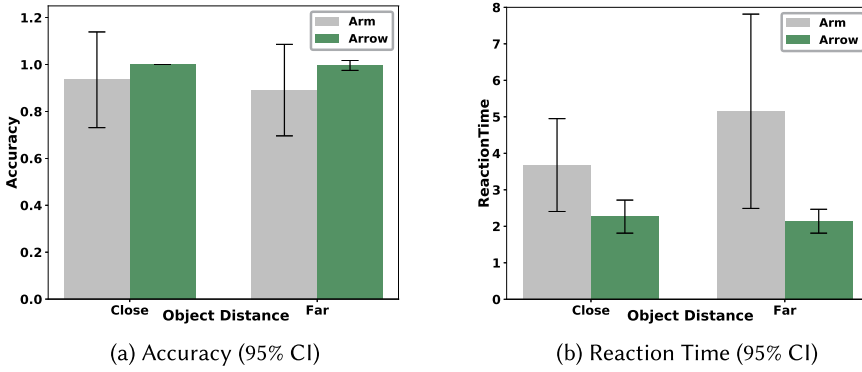 1.2
1.0
0.8
0.6
0.4
0.2
0.0
Accuracy
Arm
Arrow
Close
Object Distance
Far
(a) Accuracy (95% CI)
8
7
6
5
4
3
2
1
0
ReactionTime
Arm
Arrow
Close
Object Distance
Far
(b) Reaction Time (95% CI)